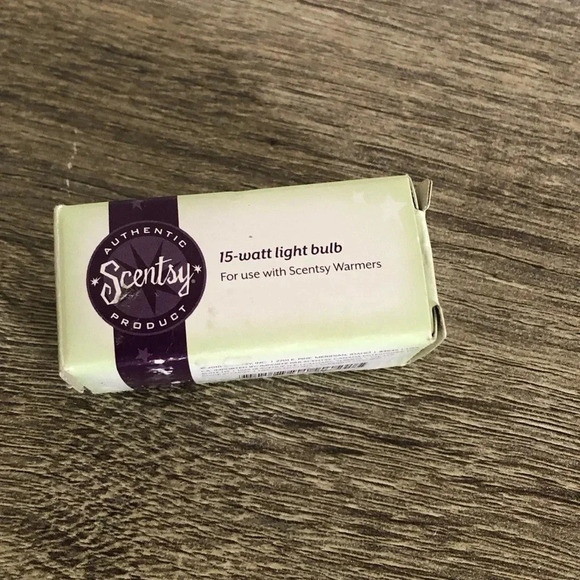 AUTHENTIC
Scentsy®
PRODUCT
15-watt light bulb
For use with Scentsy Warmers